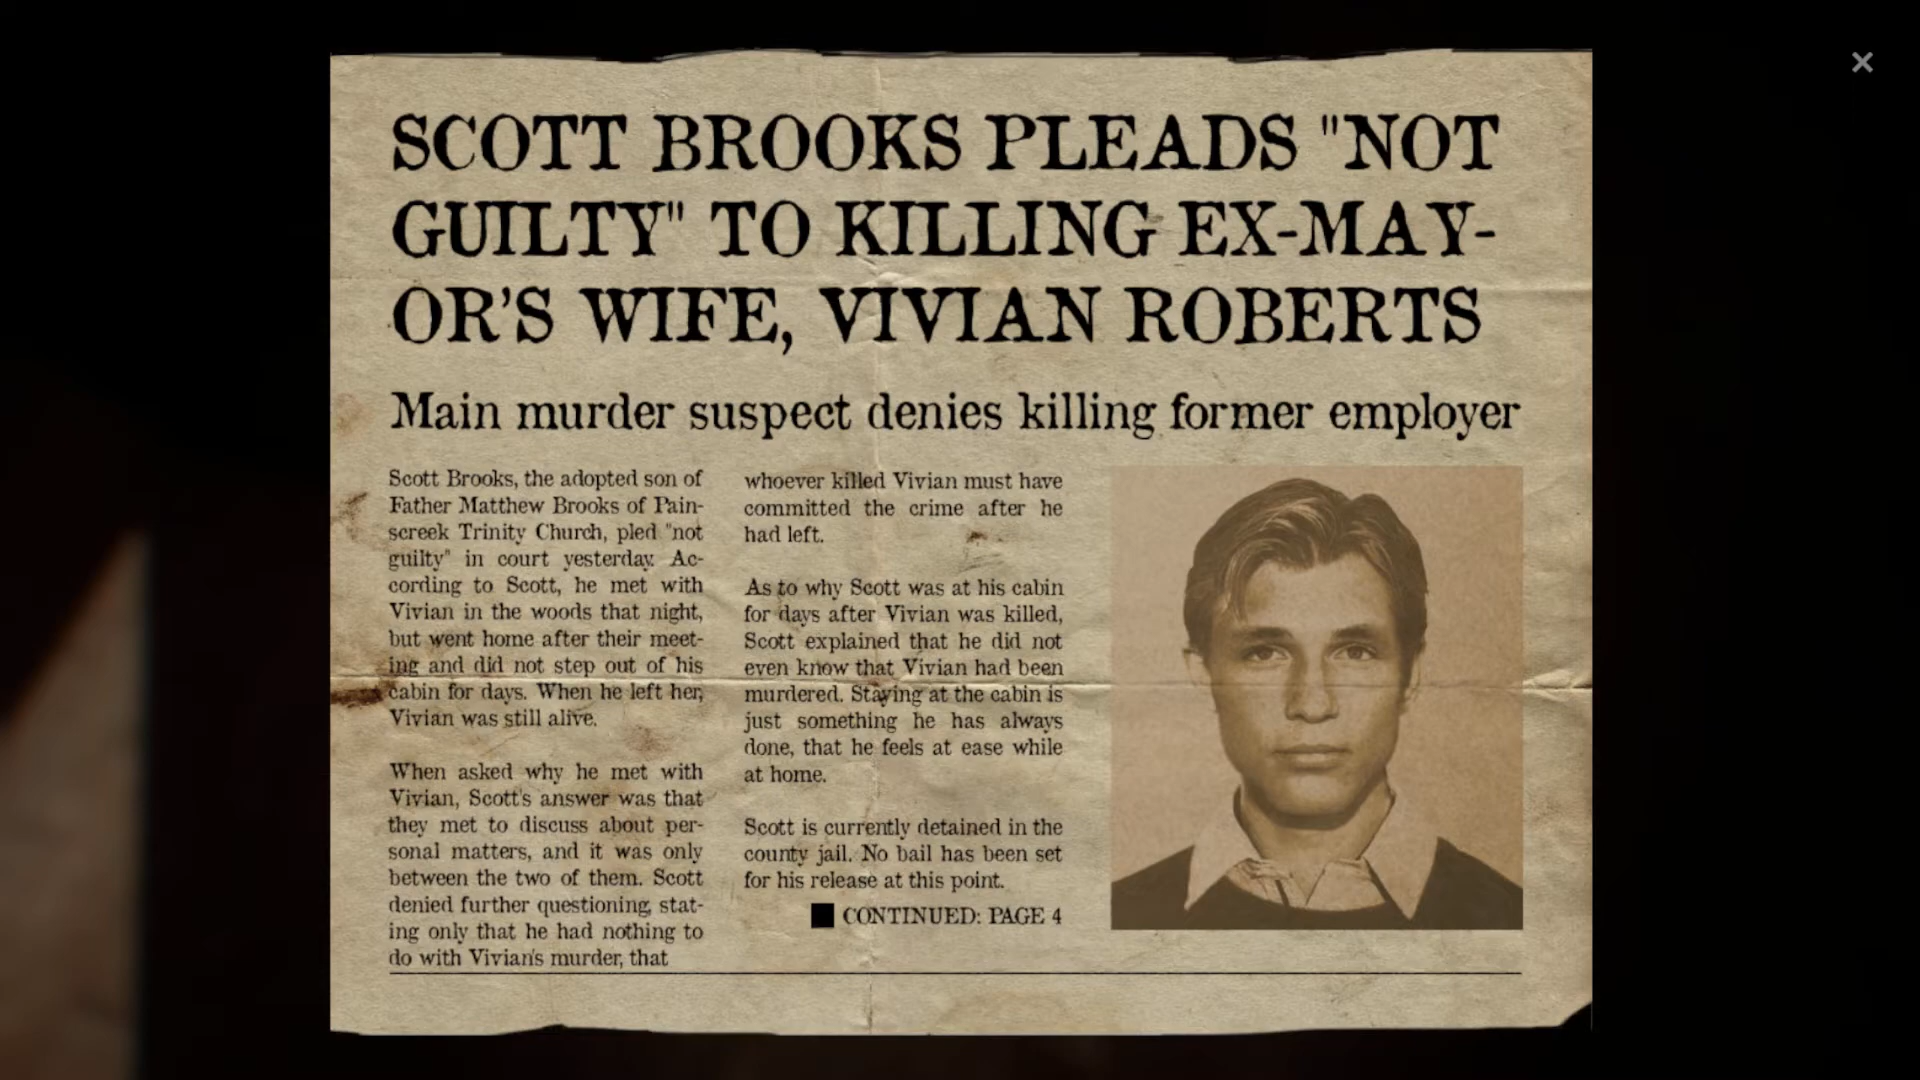 SCOTT BROOKS PLEADS "NOT
GUILTY" TO KILLING EX-MAY-
OR'S WIFE, VIVIAN ROBERTS
Main murder suspect denies killing former employer
Scott Brooks, the adopted son of
Father Matthew Brooks of Pain-
screek Trinity Church, pled "not
guilty" in court yesterday. Ac-
cording to Scott, he met with
Vivian in the woods that night,
but went home after their meet-
ing and did not step out of his
cabin for days. When he left her,
Vivian was still alive.
When asked why he met with
Vivian, Scott's answer was that
they met to discuss about per-
sonal matters, and it was only
between the two of them. Scott
denied further questioning, stat-
ing only that he had nothing to
do with Vivian's murder, that
whoever killed Vivian must have
committed the crime after he
had left.
As to why Scott was at his cabin
for days after Vivian was killed,
Scott explained that he did not
even know that Vivian had been
murdered. Staying at the cabin is
just something he has always
done, that he feels at ease while
at home.
Scott is currently detained in the
county jail. No bail has been set
for his release at this point.
CONTINUED: PAGE 4